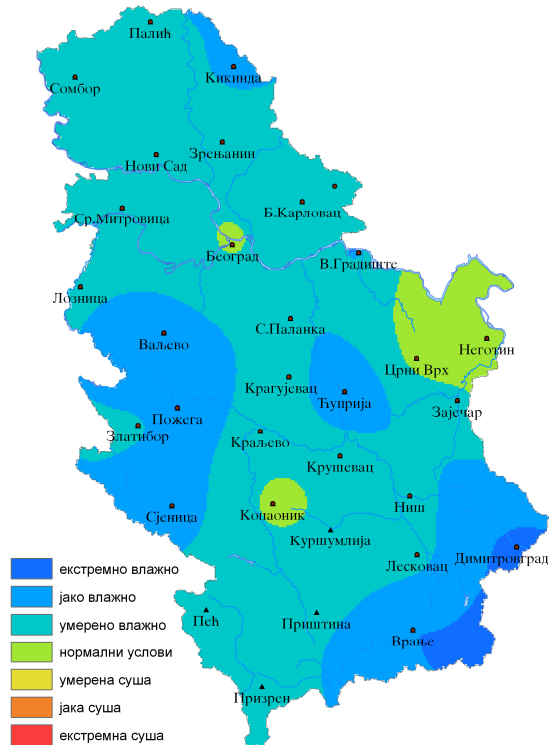 Палић
Кикинда
Сомбор
Зрењанин
Нови Сад
Б.Карловац
Ср.Митровица
Београд
В.Градиште
Лозница
С.Паланка
Ваљево
Неготин
Црни Врх
Крагујевац
Ћуприја
Зајечар
Пожега
Златибор
Краљево
Крушевац
Сјеница
Копаоник
Ниш
Куршумлија
Лесковац
Димитровград
Пећ
Приштина
Врање
Призрен
екстремно влажно
јако влажно
умерено влажно
нормални услови
умерена суша
јака суша
екстремна суша